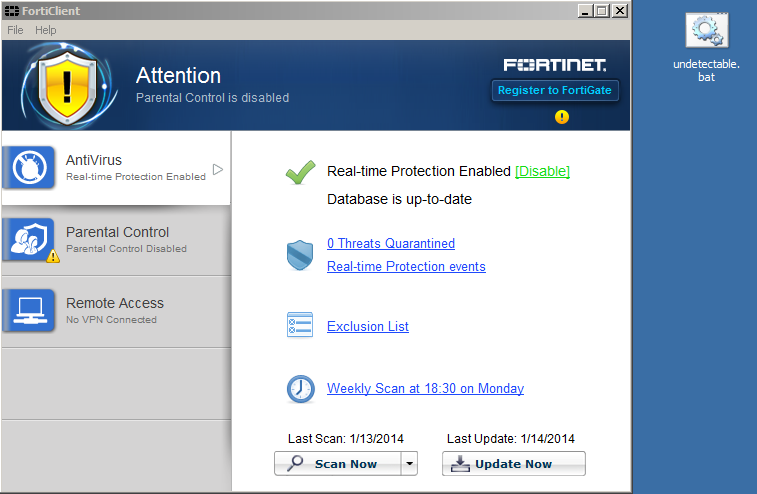 FortiClient
File Help
Attention
Parental Control is disabled
FORTINET.
Register to FortiGate
AntiVirus
Real-time Protection Enabled
Parental Control
Parental Control Disabled
Remote Access
No VPN Connected
Real-time Protection Enabled [Disable]
Database is up-to-date
0 Threats Quarantined
Real-time Protection events
Exclusion List
Weekly Scan at 18:30 on Monday
Last Scan: 1/13/2014
Last Update: 1/14/2014
Scan Now
Update Now
undetectable.
bat